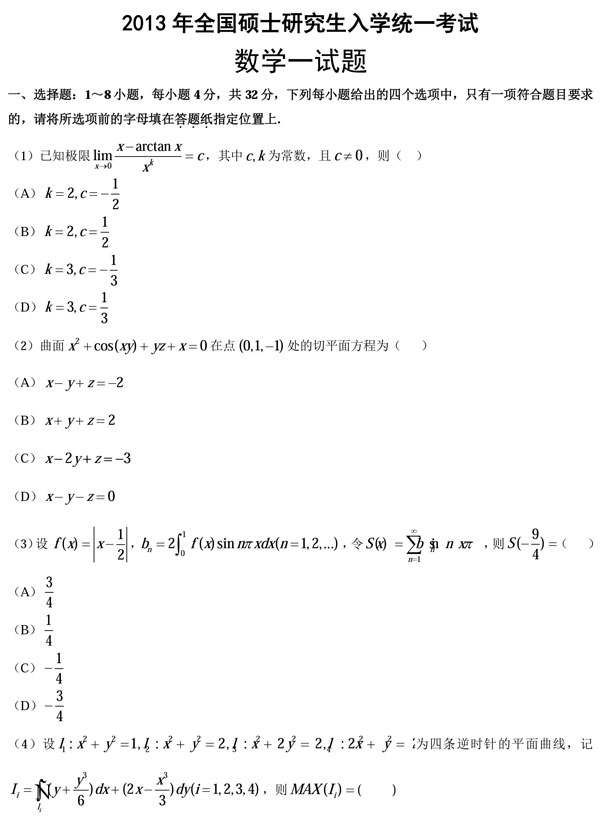 2013 年全国硕士研究生入学统一考试
数学一试题
一、选择题：1～8 小题，每小题 4 分，共 32 分，下列每小题给出的四个选项中，只有一项符合题目要求
的，请将所选项前的字母填在答题纸指定位置上.
（1）已知极限 lim_{x→0} (x−arctan x)/x^k = c，其中 c, k 为常数，且 c ≠ 0，则（ ）
（A） k = 2, c = −1/2
（B） k = 2, c = 1/2
（C） k = 3, c = −1/3
（D） k = 3, c = 1/3
（2）曲面 x² + cos(xy) + yz + x = 0 在点 (0,1,−1) 处的切平面方程为（ ）
（A） x − y + z = −2
（B） x + y + z = 2
（C） x − 2y + z = −3
（D） x − y − z = 0
（3）设 f(x) = |x − 1/2|，b_n = 2∫_0^1 f(x) sin nπxdx(n = 1, 2, ...)，令 S(x) = ∑_{n=1}^∞ b_n sin nπx，则 S(−9/4) =（ ）
（A） 3/4
（B） 1/4
（C） −1/4
（D） −3/4
（4）设 l₁ : x² + y² = 1, l₂ : x² + y² = 2, l₃ : x² + 2y² = 2, l₄ : 2x² + y² = 为四条逆时针的平面曲线，记
I_i = ∮_{l_i} (y + y³/6)dx + (2x − x³/3)dy(i = 1, 2, 3, 4)，则 MAX(I_i) = ( )